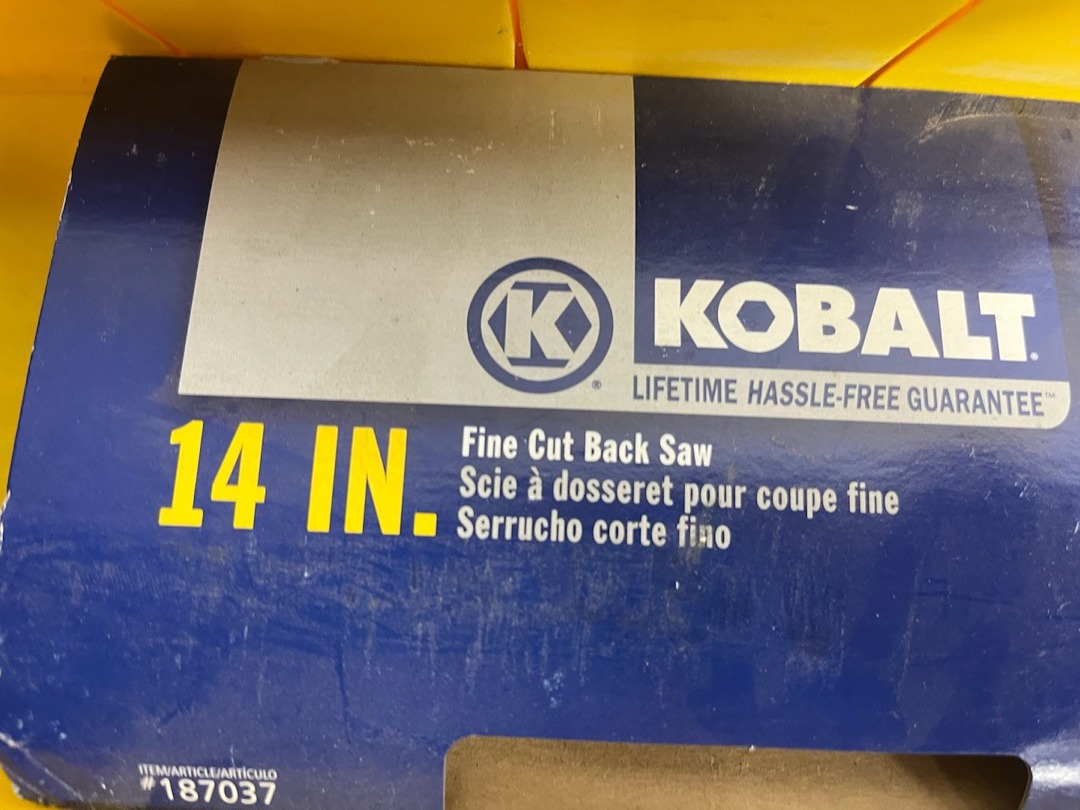 K®
KOBALT.
LIFETIME HASSLE-FREE GUARANTEE™
14 IN.
Fine Cut Back Saw
Scie à dosseret pour coupe fine
Serrucho corte fino
ITEM/ARTICLE/ARTÍCULO
#187037